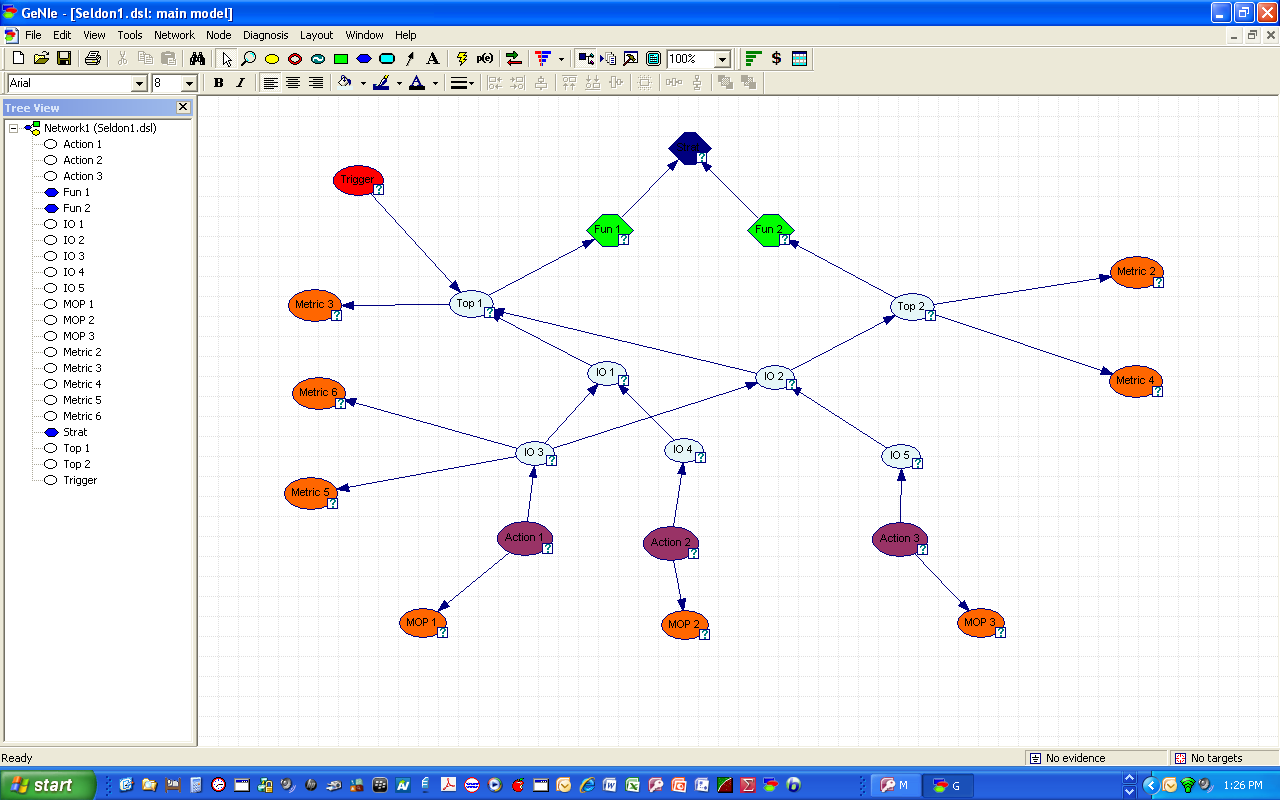 GeNIe - [Seldon1.dsl: main model]
File Edit View Tools Network Node Diagnosis Layout Window Help
A p(e) 100% $
Arial 8 B I A
Tree View
Network1 (Seldon1.dsl)
Action 1
Action 2
Action 3
Fun 1
Fun 2
IO 1
IO 2
IO 3
IO 4
IO 5
MOP 1
MOP 2
MOP 3
Metric 2
Metric 3
Metric 4
Metric 5
Metric 6
Strat
Top 1
Top 2
Trigger
Strat ?
Trigger ?
Fun 1 ?
Fun 2 ?
Metric 2 ?
Metric 3 ?
Top 1 ?
Top 2 ?
IO 1 ?
IO 2 ?
Metric 4 ?
Metric 6 ?
IO 3 ?
IO 4 ?
IO 5 ?
Metric 5 ?
Action 1 ?
Action 2 ?
Action 3 ?
MOP 1 ?
MOP 2 ?
MOP 3 ?
Ready No evidence No targets
start M G 1:26 PM